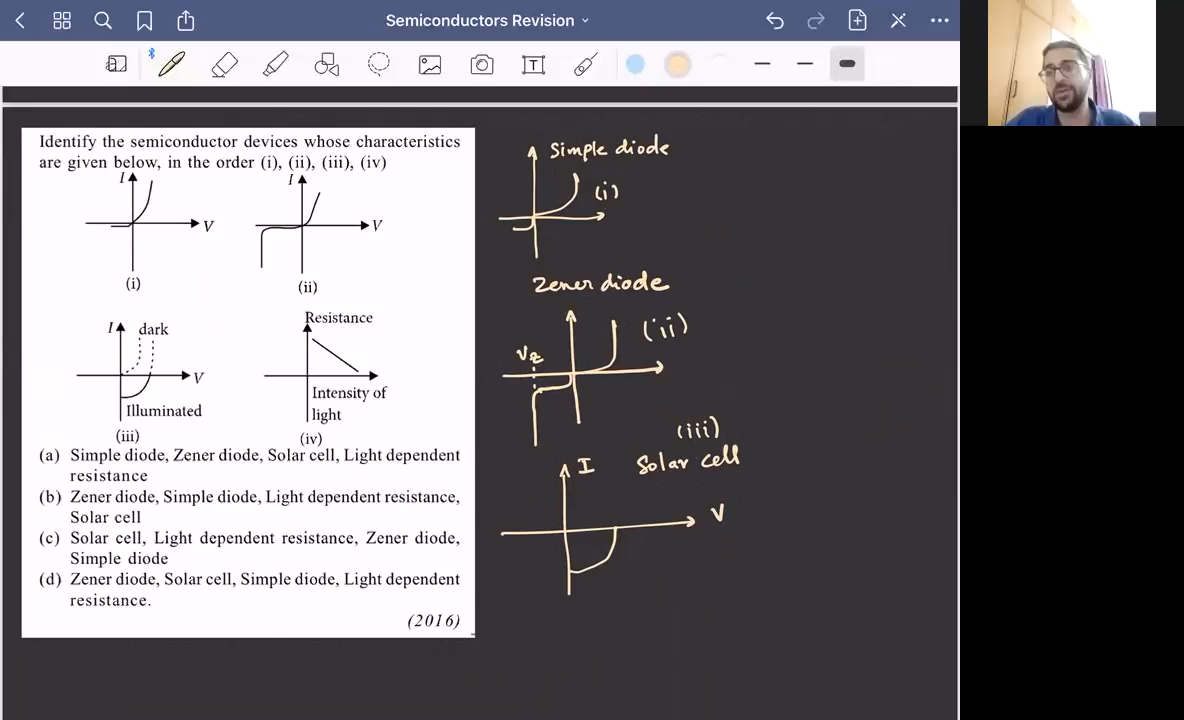 Semiconductors Revision
T
Identify the semiconductor devices whose characteristics
are given below, in the order (i), (ii), (iii), (iv)
I
V
(i)
I
V
(ii)
I
dark
V
Illuminated
(iii)
Resistance
Intensity of
light
(iv)
(a) Simple diode, Zener diode, Solar cell, Light dependent
resistance
(b) Zener diode, Simple diode, Light dependent resistance,
Solar cell
(c) Solar cell, Light dependent resistance, Zener diode,
Simple diode
(d) Zener diode, Solar cell, Simple diode, Light dependent
resistance.
(2016)
Simple diode
(i)
Zener diode
(ii)
Vz
(iii)
Solar cell
I
V